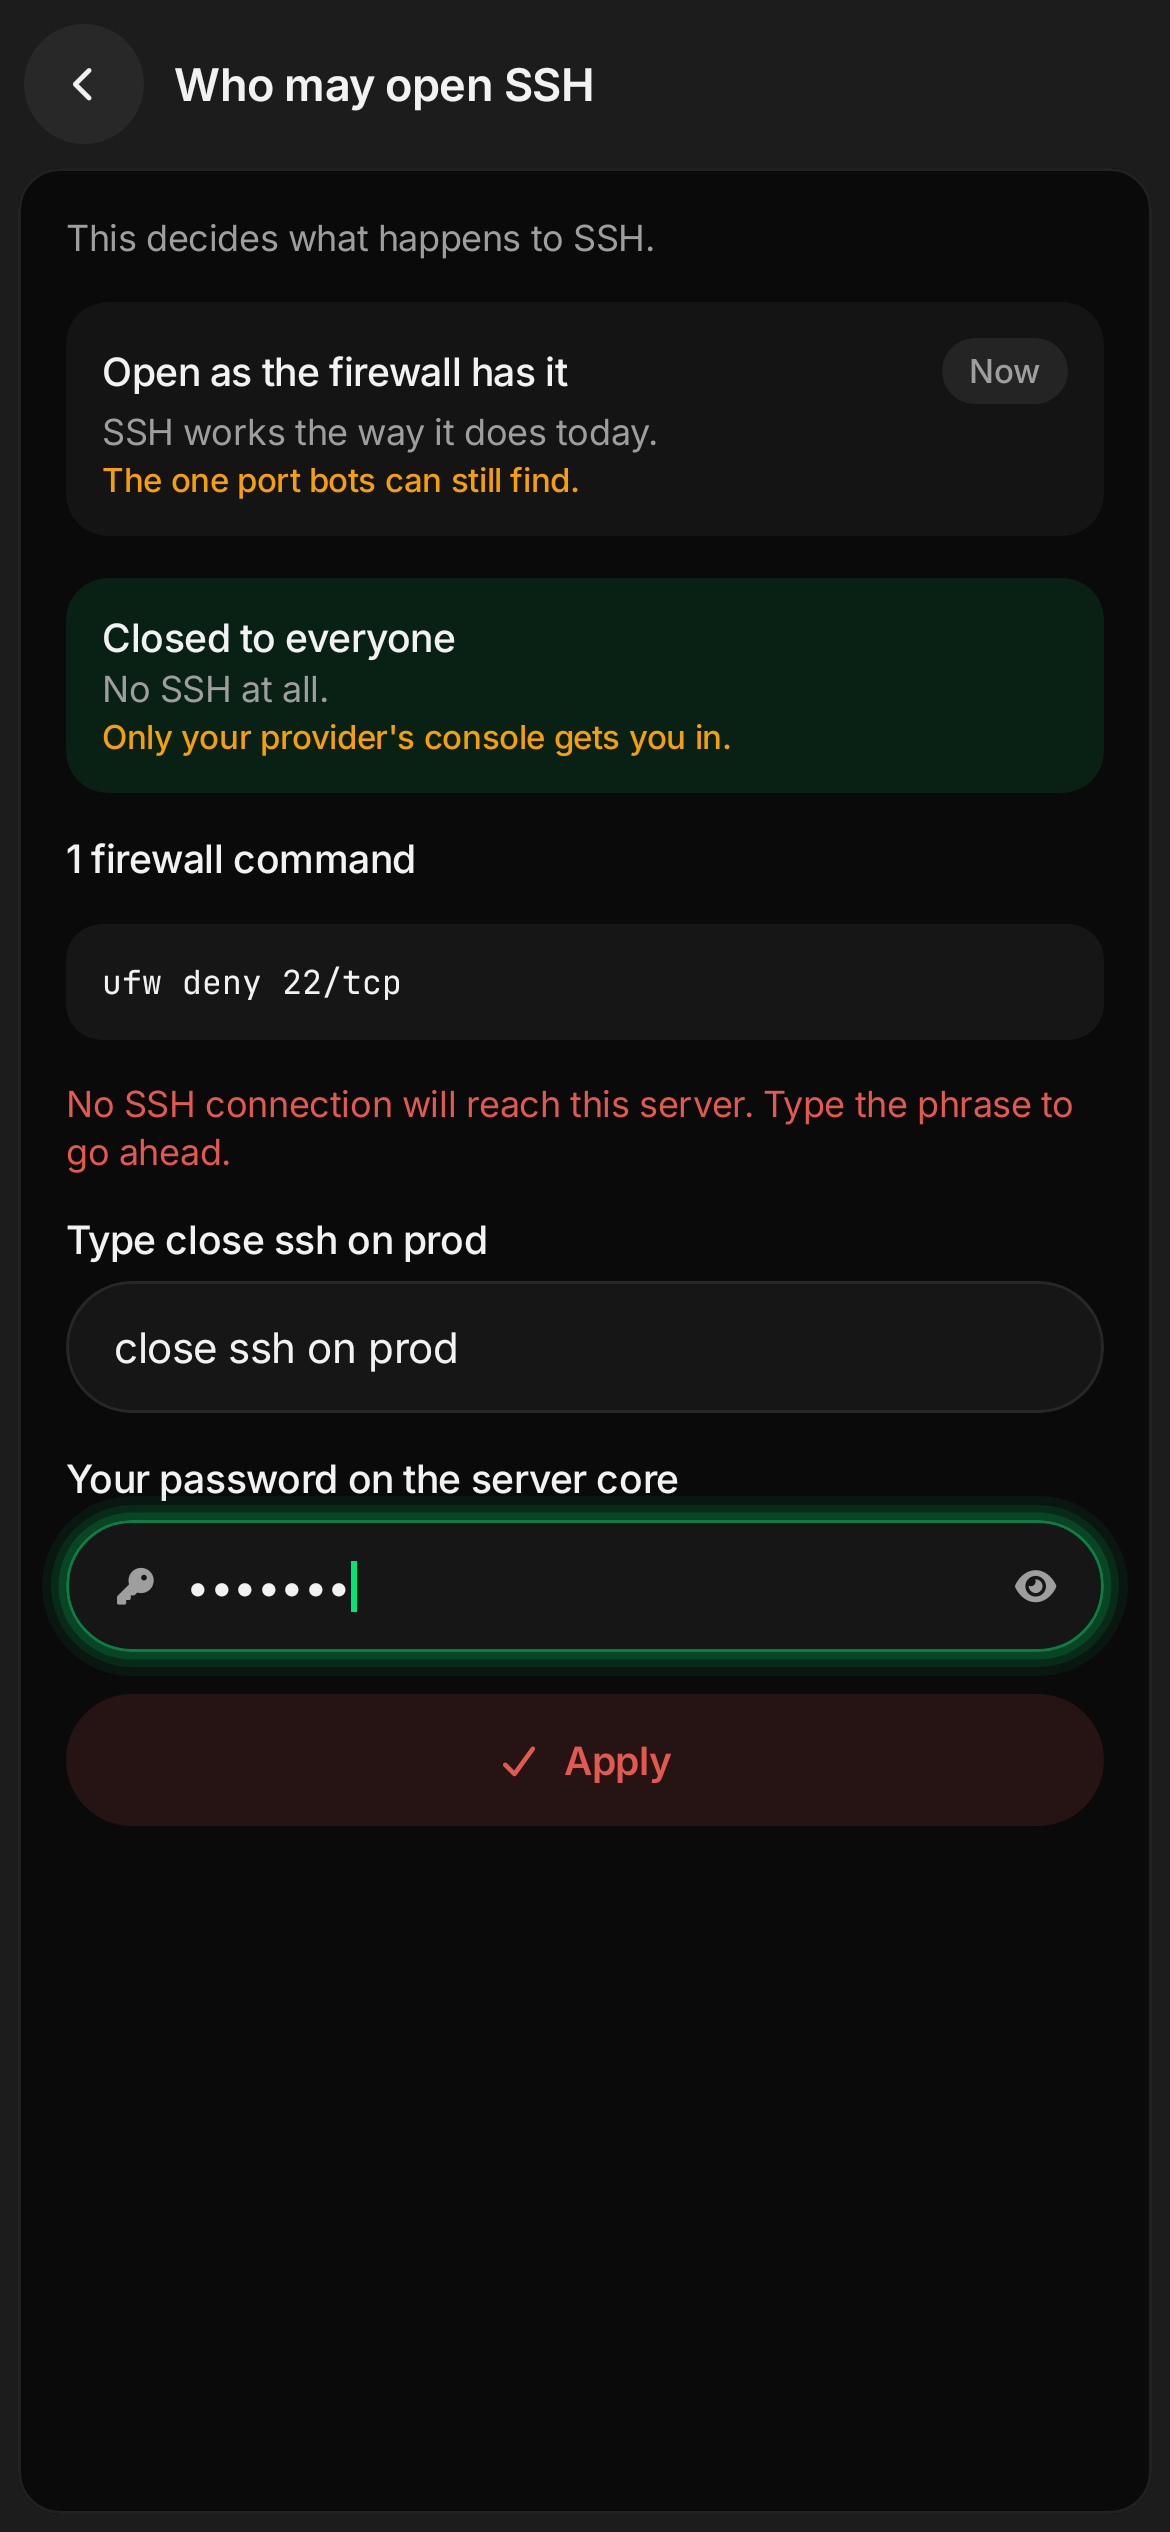 Who may open SSH
This decides what happens to SSH.
Open as the firewall has it
Now
SSH works the way it does today.
The one port bots can still find.
Closed to everyone
No SSH at all.
Only your provider's console gets you in.
1 firewall command
ufw deny 22/tcp
No SSH connection will reach this server. Type the phrase to
go ahead.
Type close ssh on prod
close ssh on prod
Your password on the server core
•••••••
Apply